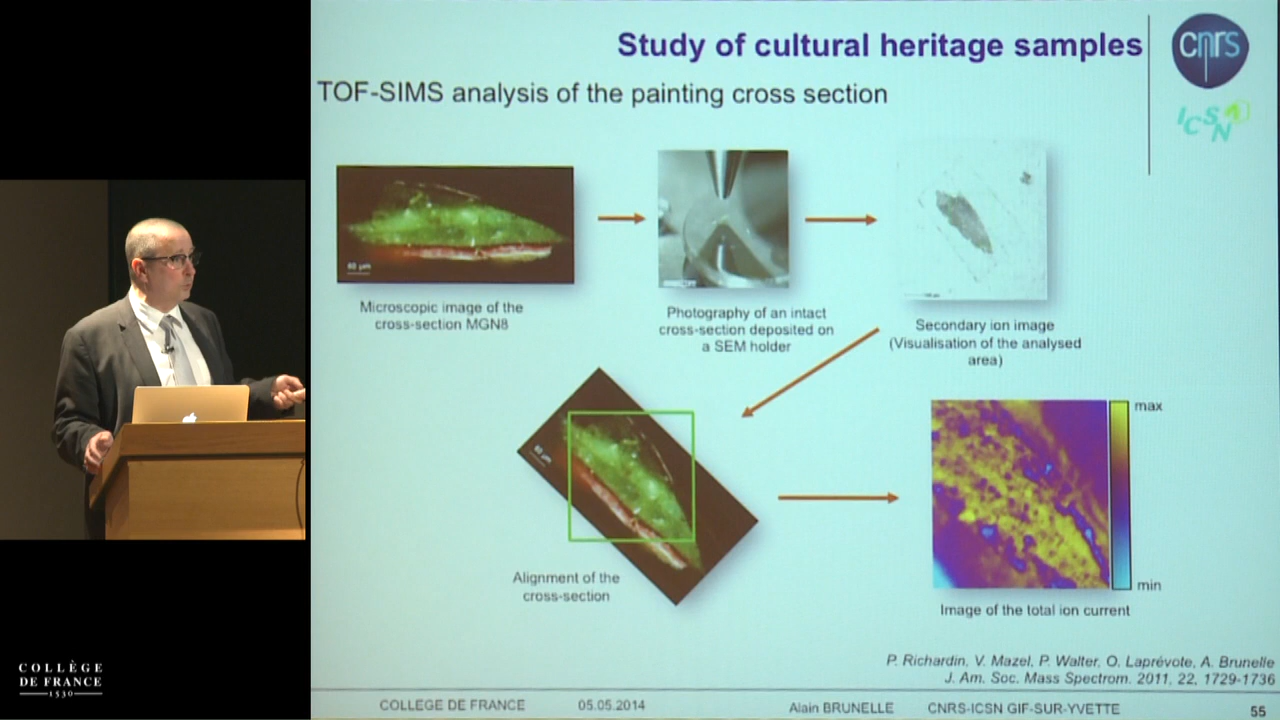 Study of cultural heritage samples
cnrs
ICSN
TOF-SIMS analysis of the painting cross section
Microscopic image of the
cross-section MGN8
Photography of an intact
cross-section deposited on
a SEM holder
Secondary ion image
(Visualisation of the analysed
area)
Alignment of the
cross-section
max
min
Image of the total ion current
P. Richardin, V. Mazel, P. Walter, O. Laprévote, A. Brunelle
J. Am. Soc. Mass Spectrom. 2011, 22, 1729-1736
COLLEGE DE FRANCE 05.05.2014 Alain BRUNELLE CNRS-ICSN GIF-SUR-YVETTE 55
COLLÈGE
DE FRANCE
1530